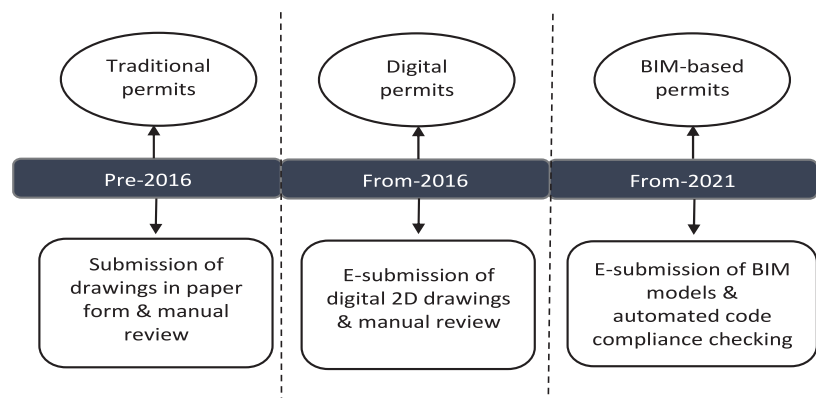 Traditional
permits
Digital
permits
BIM-based
permits
Pre-2016
From-2016
From-2021
Submission of
drawings in paper
form & manual
review
E-submission of
digital 2D drawings
& manual review
E-submission of BIM
models &
automated code
compliance checking